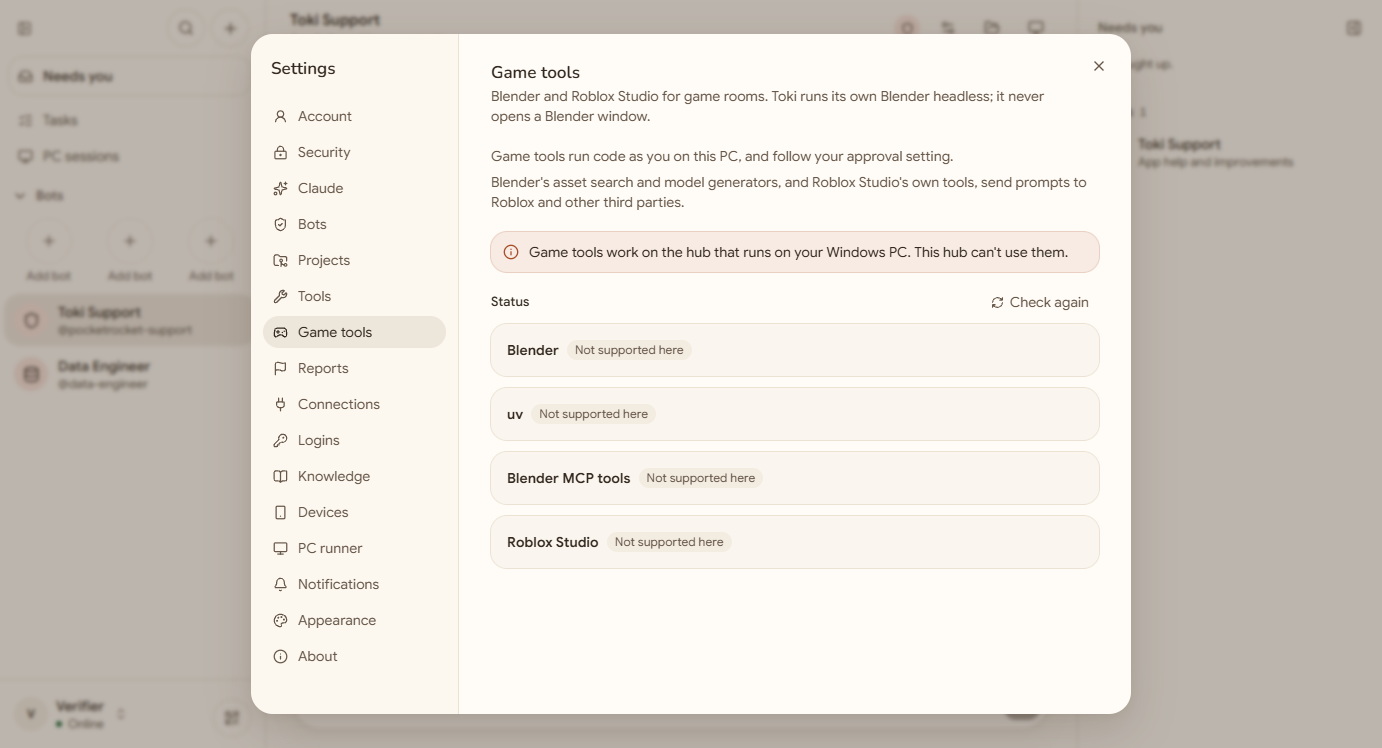 Toki Support
Needs you
Needs you
ught up.
Tasks
PC sessions
1
Toki Support
App help and improvements
Bots
Add bot
Add bot
Add bot
Toki Support
@pocketrocket-support
Data Engineer
@data-engineer
V
Verifier
Online
Settings
Account
Security
Claude
Bots
Projects
Tools
Game tools
Reports
Connections
Logins
Knowledge
Devices
PC runner
Notifications
Appearance
About
Game tools
Blender and Roblox Studio for game rooms. Toki runs its own Blender headless; it never
opens a Blender window.
Game tools run code as you on this PC, and follow your approval setting.
Blender's asset search and model generators, and Roblox Studio's own tools, send prompts to
Roblox and other third parties.
Game tools work on the hub that runs on your Windows PC. This hub can't use them.
Status
Check again
Blender Not supported here
uv Not supported here
Blender MCP tools Not supported here
Roblox Studio Not supported here